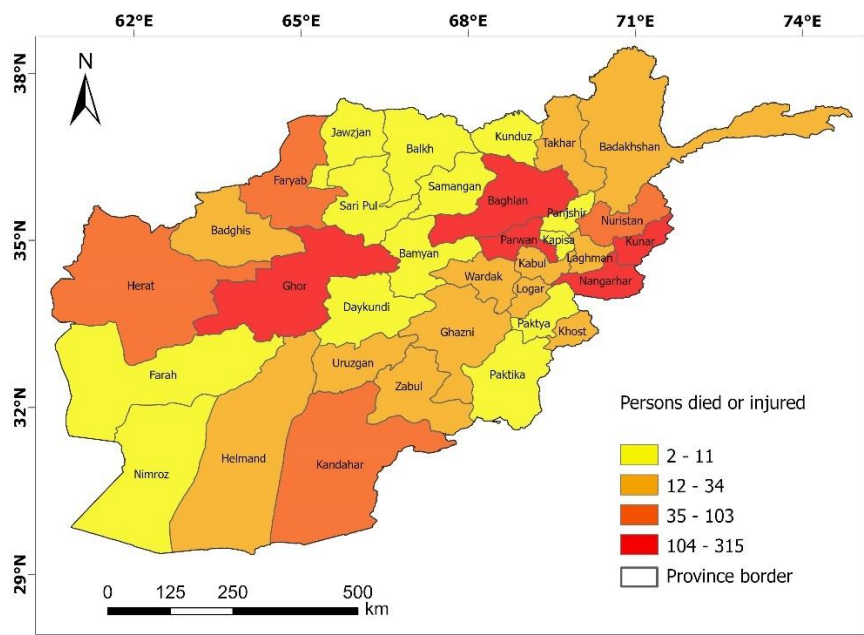 62°E 65°E 68°E 71°E 74°E
38°N
35°N
32°N
29°N
N
Jawzjan
Balkh
Kunduz
Takhar
Badakhshan
Faryab
Sari Pul
Samangan
Baghlan
Panjshir
Nuristan
Badghis
Bamyan
Parwan
Kapisa
Kunar
Laghman
Kabul
Herat
Ghor
Wardak
Nangarhar
Logar
Daykundi
Paktya
Khost
Ghazni
Farah
Uruzgan
Zabul
Paktika
Nimroz
Helmand
Kandahar
Persons died or injured
2 - 11
12 - 34
35 - 103
104 - 315
Province border
0 125 250 500
km